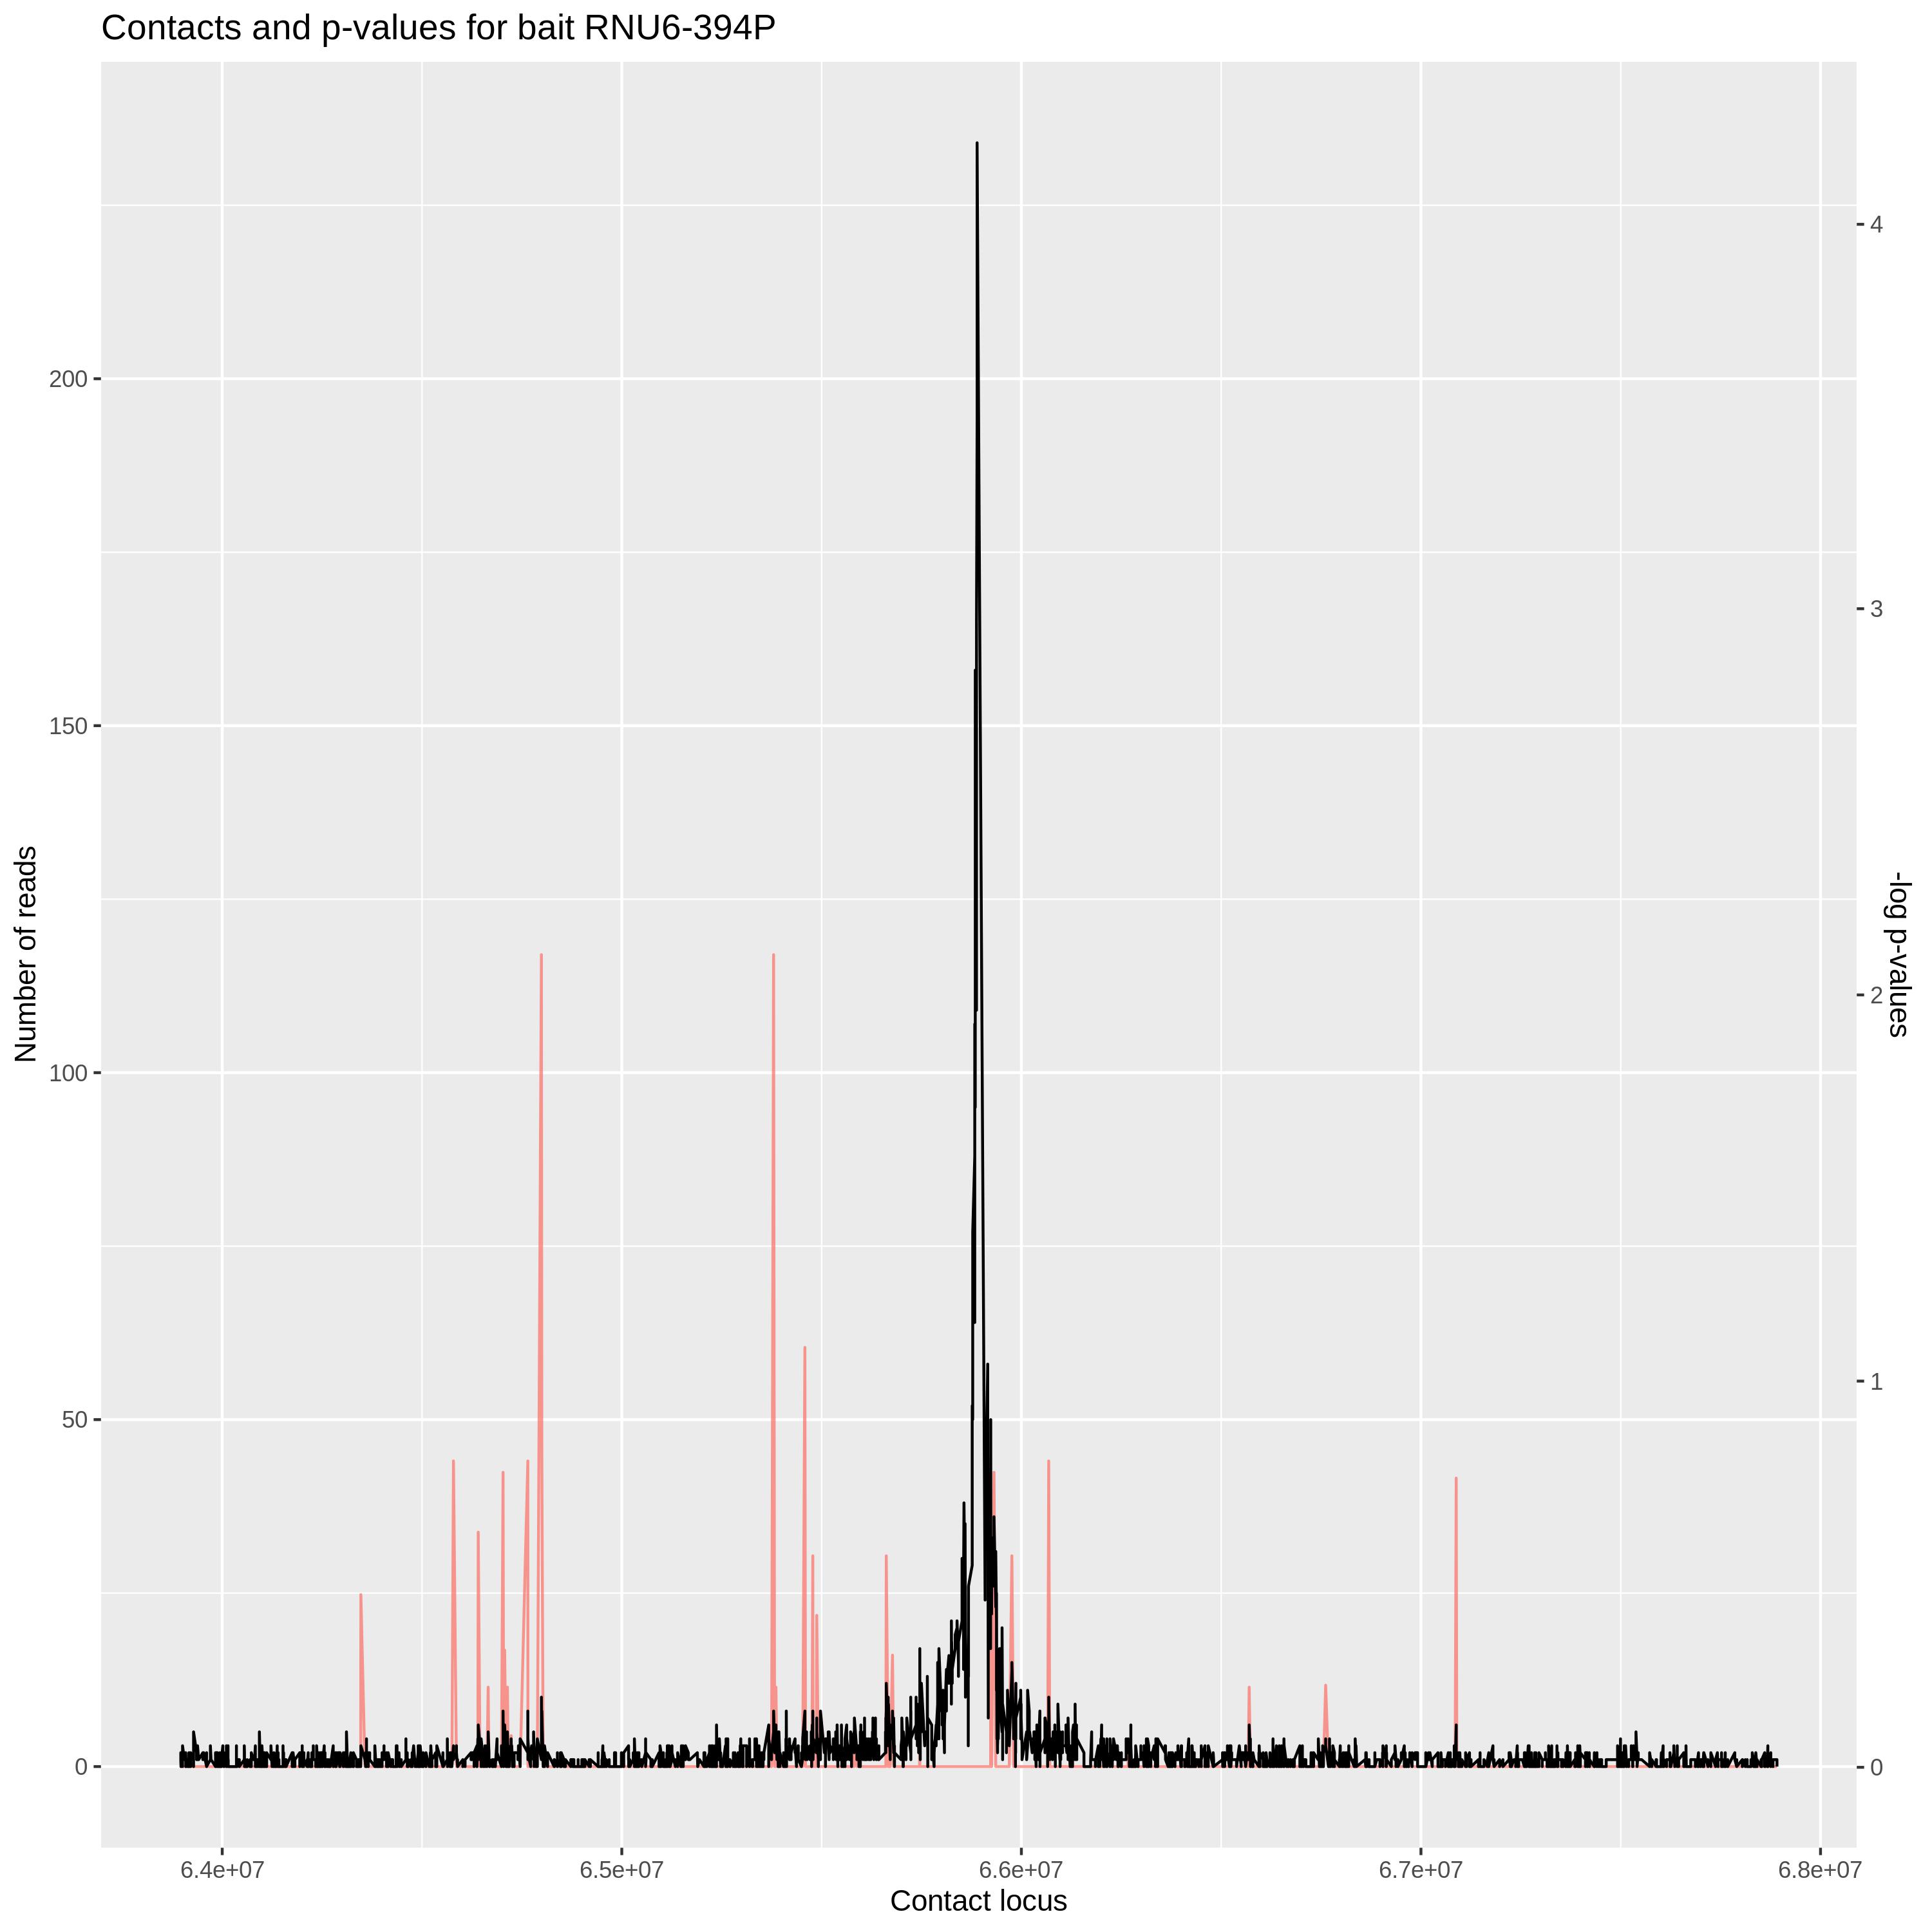 Contacts and p-values for bait RNU6-394P
200
150
100
50
0
Number of reads
4
3
2
1
0
-log p-values
6.4e+07 6.5e+07 6.6e+07 6.7e+07 6.8e+07
Contact locus